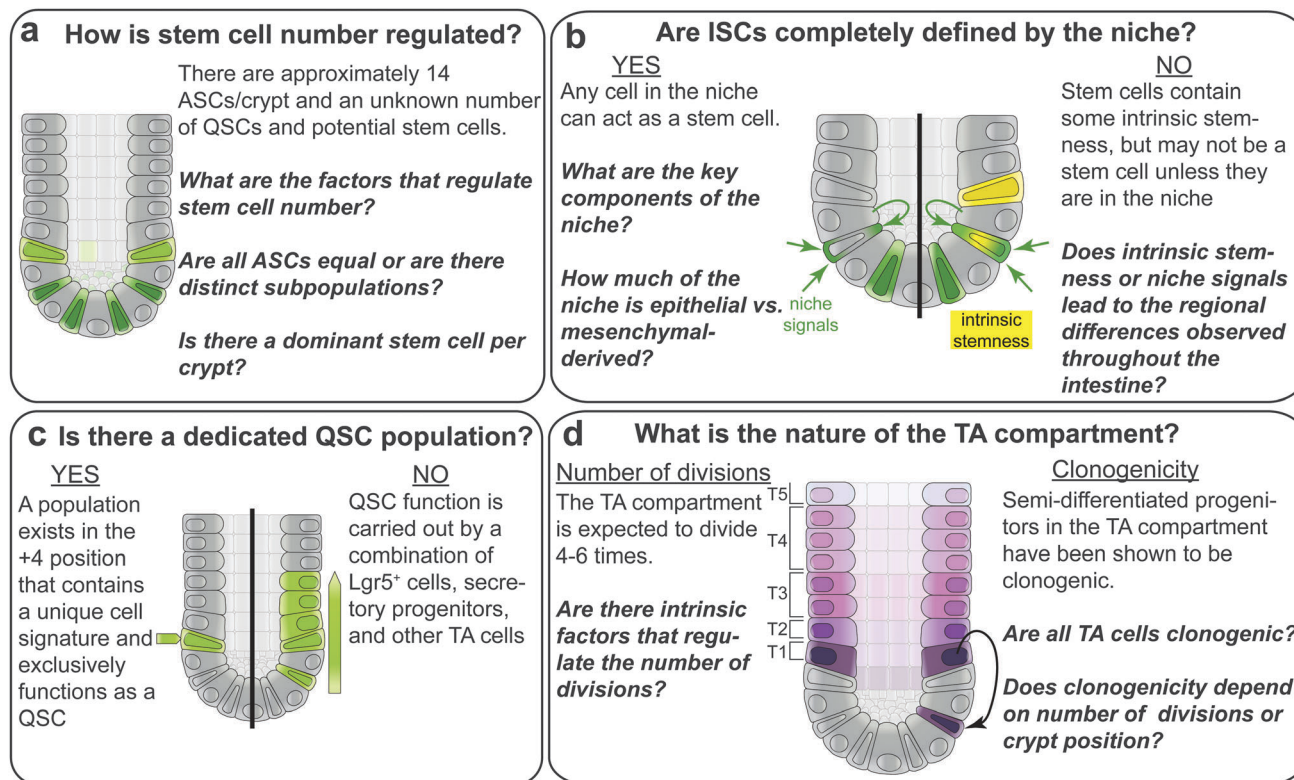 a How is stem cell number regulated?
There are approximately 14
ASCs/crypt and an unknown number
of QSCs and potential stem cells.
What are the factors that regulate
stem cell number?
Are all ASCs equal or are there
distinct subpopulations?
Is there a dominant stem cell per
crypt?
b Are ISCs completely defined by the niche?
YES
Any cell in the niche
can act as a stem cell.
What are the key
components of the
niche?
How much of the
niche is epithelial vs.
mesenchymal-
derived?
niche
signals
intrinsic
stemness
NO
Stem cells contain
some intrinsic stem-
ness, but may not be a
stem cell unless they
are in the niche
Does intrinsic stem-
ness or niche signals
lead to the regional
differences observed
throughout the
intestine?
c Is there a dedicated QSC population?
YES
A population
exists in the
+4 position
that contains
a unique cell
signature and
exclusively
functions as a
QSC
NO
QSC function is
carried out by a
combination of
Lgr5⁺ cells, secre-
tory progenitors,
and other TA cells
d What is the nature of the TA compartment?
Number of divisions
The TA compartment
is expected to divide
4-6 times.
Are there intrinsic
factors that regu-
late the number of
divisions?
T5
T4
T3
T2
T1
Clonogenicity
Semi-differentiated progeni-
tors in the TA compartment
have been shown to be
clonogenic.
Are all TA cells clonogenic?
Does clonogenicity depend
on number of divisions or
crypt position?